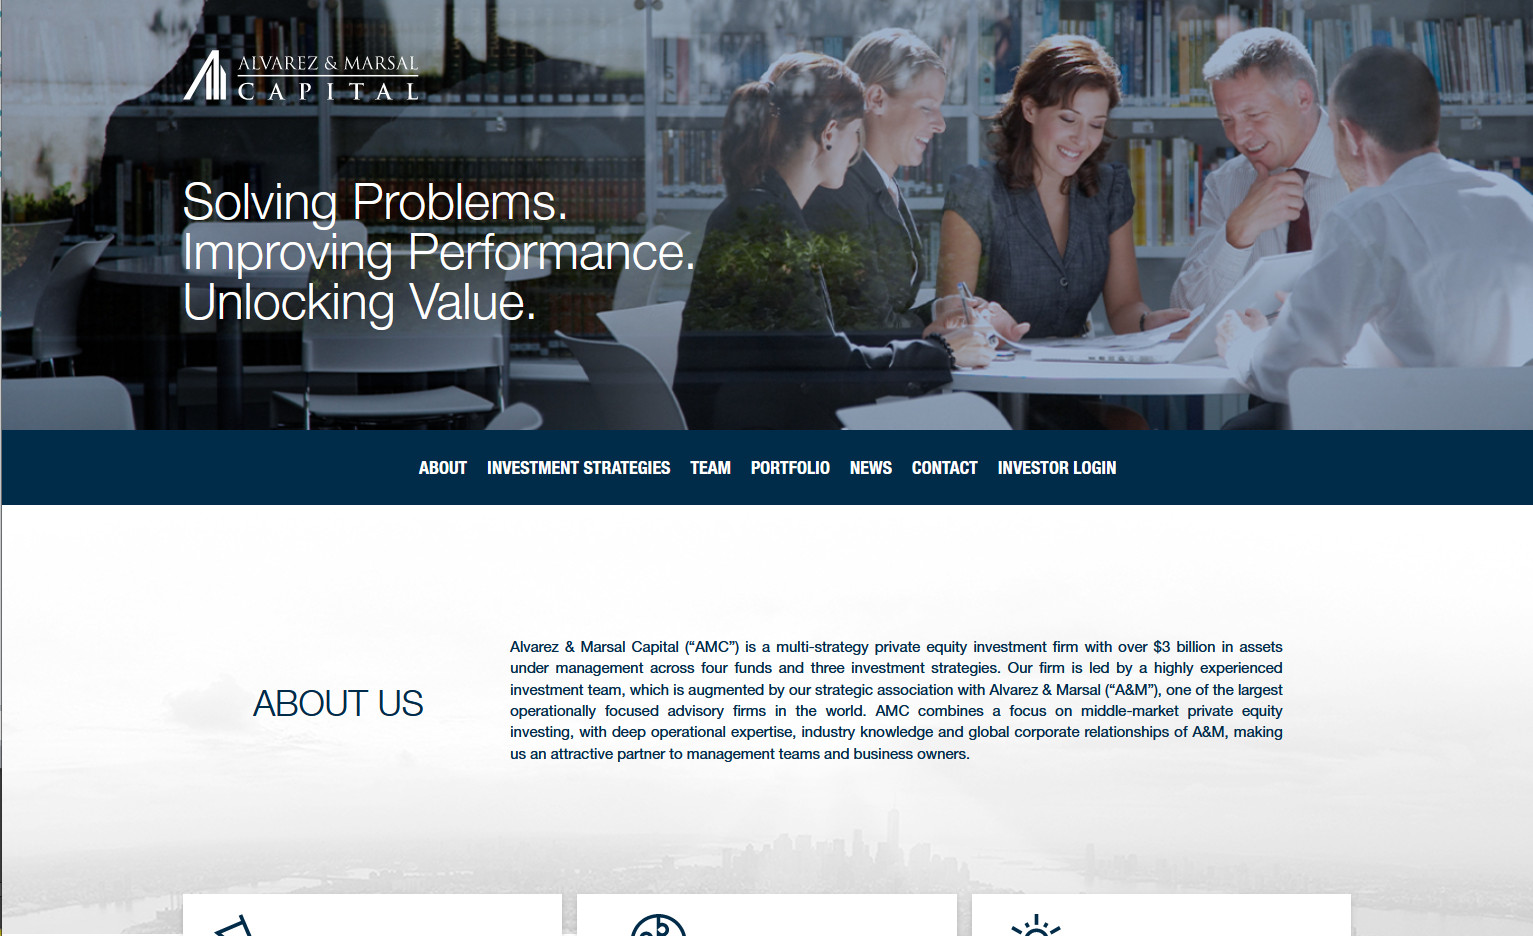 ALVAREZ & MARSAL
CAPITAL
Solving Problems.
Improving Performance.
Unlocking Value.
ABOUT INVESTMENT STRATEGIES TEAM PORTFOLIO NEWS CONTACT INVESTOR LOGIN
ABOUT US
Alvarez & Marsal Capital (“AMC”) is a multi-strategy private equity investment firm with over $3 billion in assets
under management across four funds and three investment strategies. Our firm is led by a highly experienced
investment team, which is augmented by our strategic association with Alvarez & Marsal (“A&M”), one of the largest
operationally focused advisory firms in the world. AMC combines a focus on middle-market private equity
investing, with deep operational expertise, industry knowledge and global corporate relationships of A&M, making
us an attractive partner to management teams and business owners.